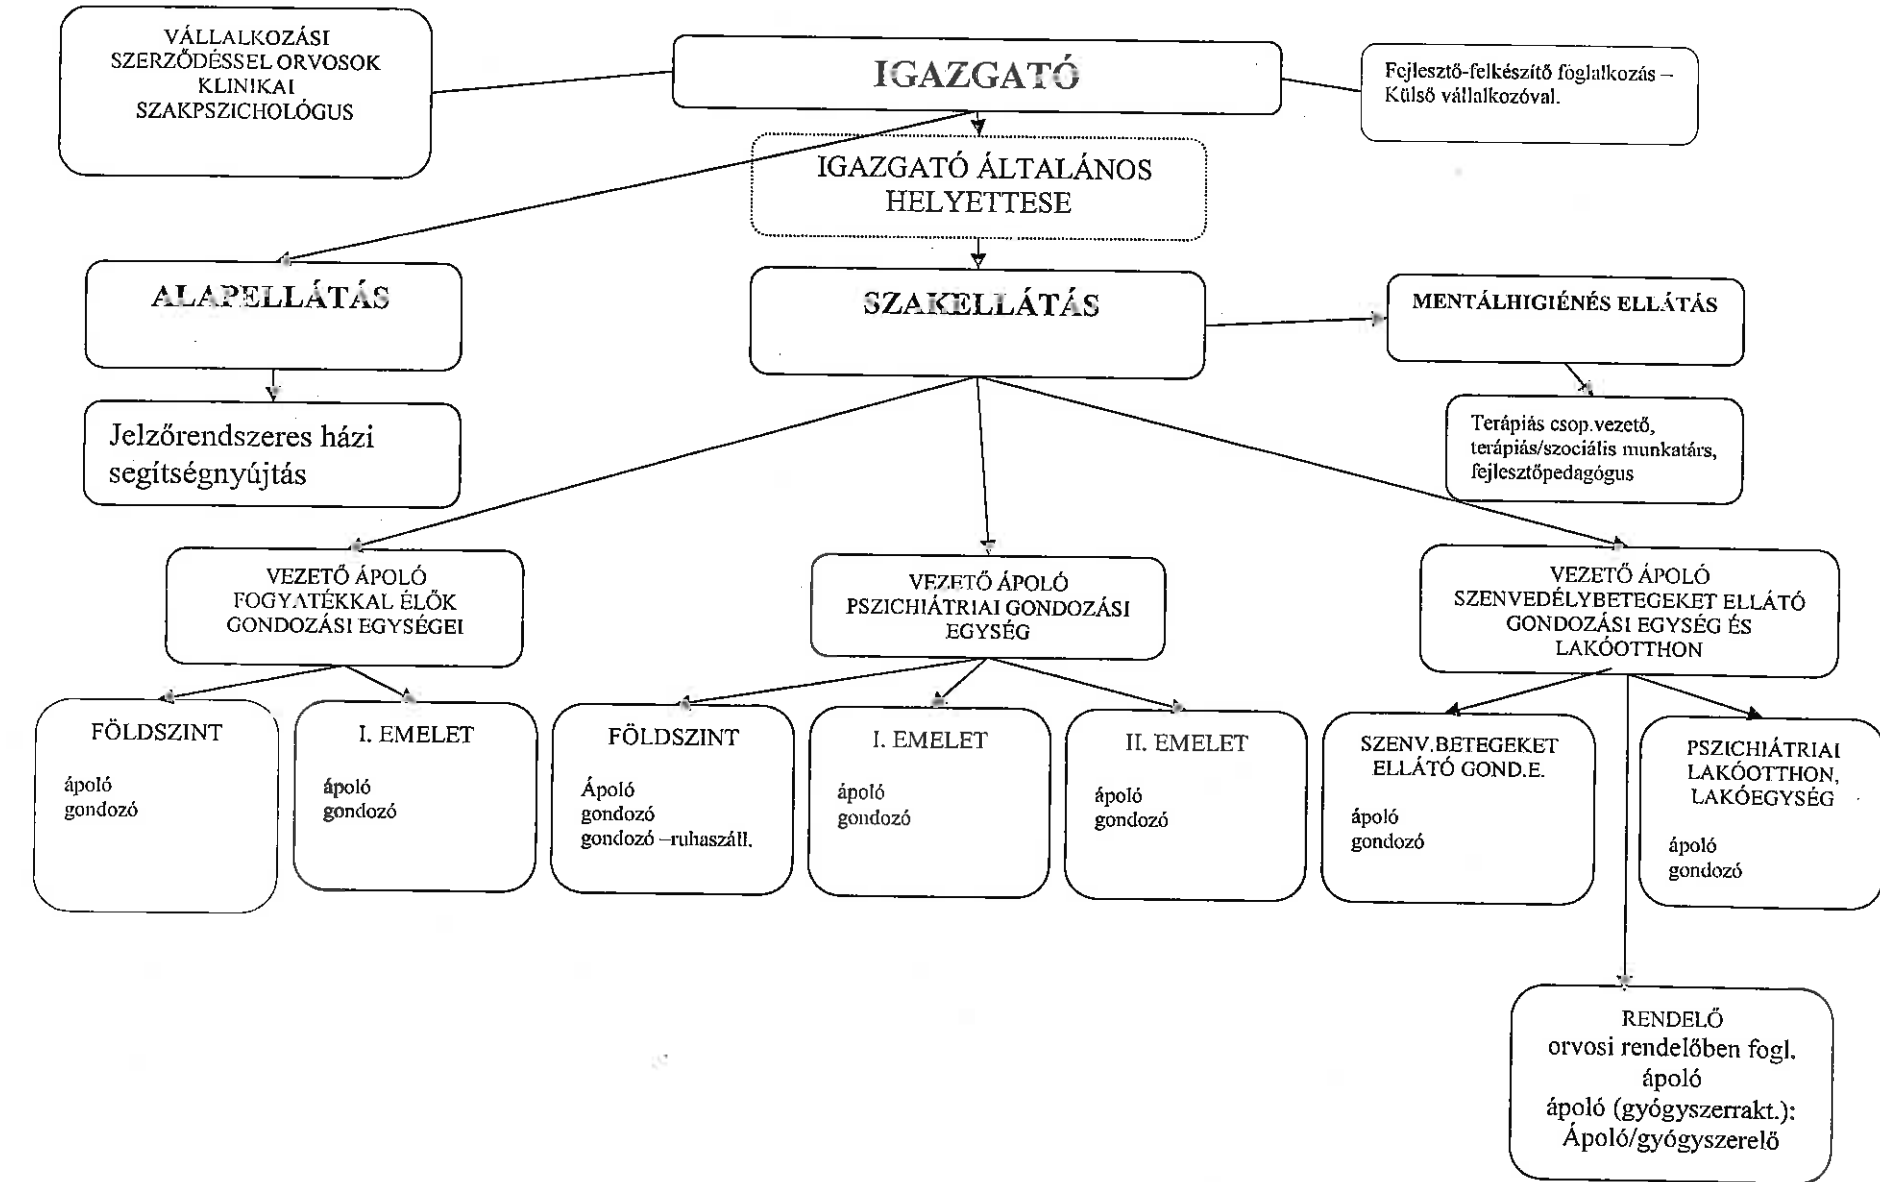 VÁLLALKOZÁSI
SZERZŐDÉSSEL ORVOSOK
KLINIKAI
SZAKPSZICHOLÓGUS
IGAZGATÓ
Fejlesztő-felkészítő foglalkozás –
Külső vállalkozóval.
IGAZGATÓ ÁLTALÁNOS
HELYETTESE
ALAPELLÁTÁS
SZAKELLÁTÁS
MENTÁLHIGIÉNÉS ELLÁTÁS
Jelzőrendszeres házi
segítségnyújtás
Terápiás csop.vezető,
terápiás/szociális munkatárs,
fejlesztőpedagógus
VEZETŐ ÁPOLÓ
FOGYATÉKKAL ÉLŐK
GONDOZÁSI EGYSÉGEI
VEZETŐ ÁPOLÓ
PSZICHIÁTRIAI GONDOZÁSI
EGYSÉG
VEZETŐ ÁPOLÓ
SZENVEDÉLYBETEGEKET ELLÁTÓ
GONDOZÁSI EGYSÉG ÉS
LAKÓOTTHON
FÖLDSZINT
ápoló
gondozó
I. EMELET
ápoló
gondozó
FÖLDSZINT
Ápoló
gondozó
gondozó –ruhaszáll.
I. EMELET
ápoló
gondozó
II. EMELET
ápoló
gondozó
SZENV.BETEGEKET
ELLÁTÓ GOND.E.
ápoló
gondozó
PSZICHIÁTRIAI
LAKÓOTTHON,
LAKÓEGYSÉG
ápoló
gondozó
RENDELŐ
orvosi rendelőben fogl.
ápoló
ápoló (gyógyszerrakt.):
Ápoló/gyógyszerelő